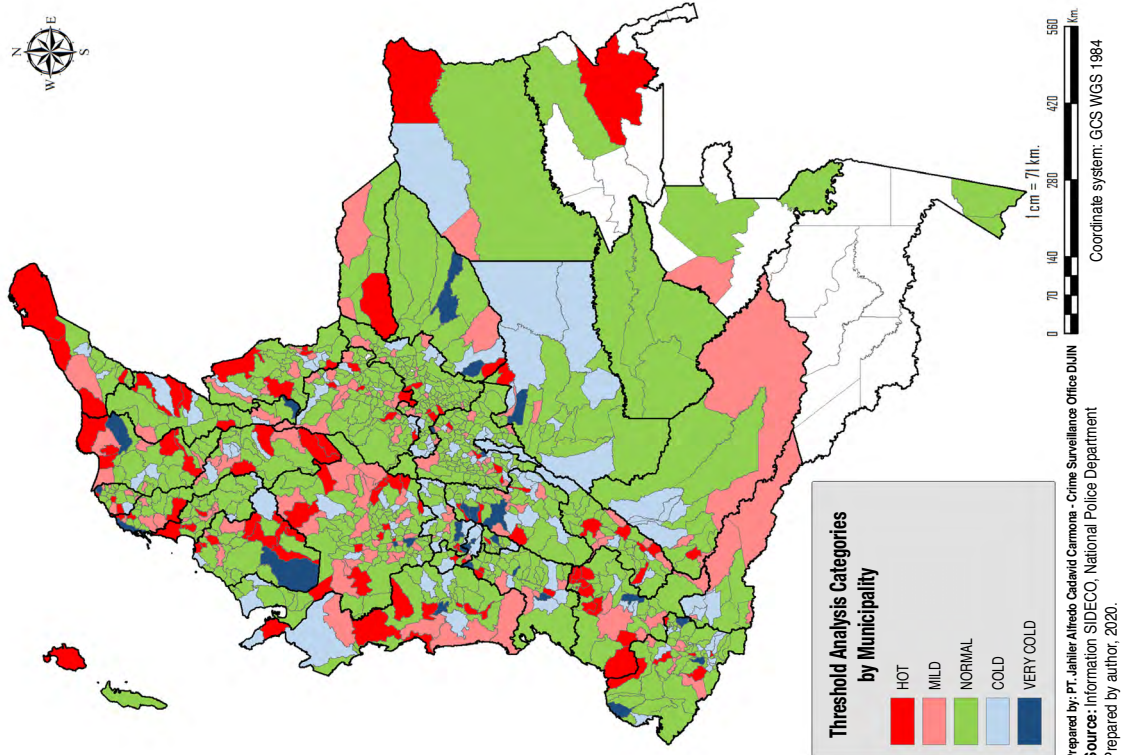 N
W
E
S
Threshold Analysis Categories
by Municipality
HOT
MILD
NORMAL
COLD
VERY COLD
1 cm = 71 km.
0 70 140 280 420 560
Km.
Coordinate system: GCS WGS 1984
Prepared by: PT. Jahiler Alfredo Cadavid Carmona - Crime Surveillance Office DIJIN
Source: Information SIDECO, National Police Department
Prepared by author, 2020.